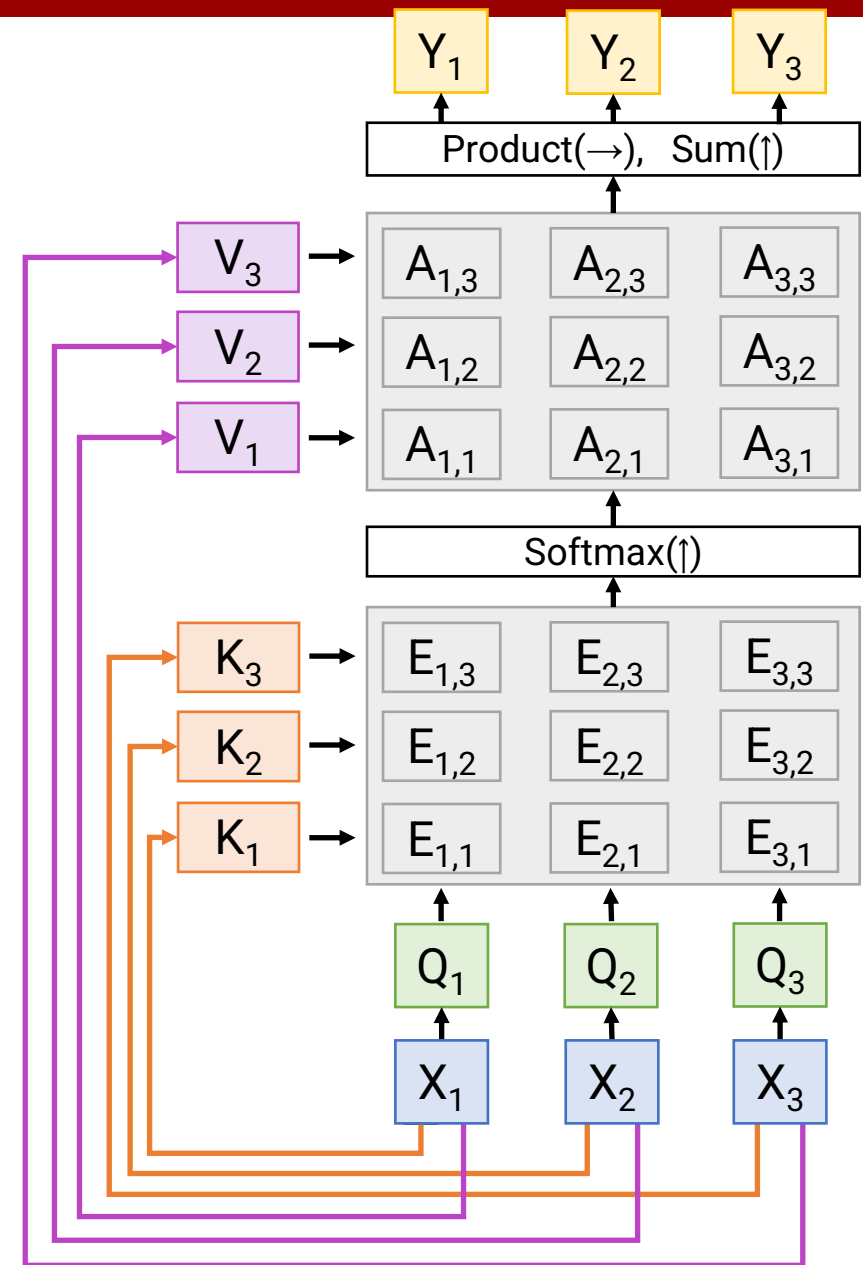 Y₁ Y₂ Y₃
Product(→), Sum(↑)
V₃ A₁,₃ A₂,₃ A₃,₃
V₂ A₁,₂ A₂,₂ A₃,₂
V₁ A₁,₁ A₂,₁ A₃,₁
Softmax(↑)
K₃ E₁,₃ E₂,₃ E₃,₃
K₂ E₁,₂ E₂,₂ E₃,₂
K₁ E₁,₁ E₂,₁ E₃,₁
Q₁ Q₂ Q₃
X₁ X₂ X₃